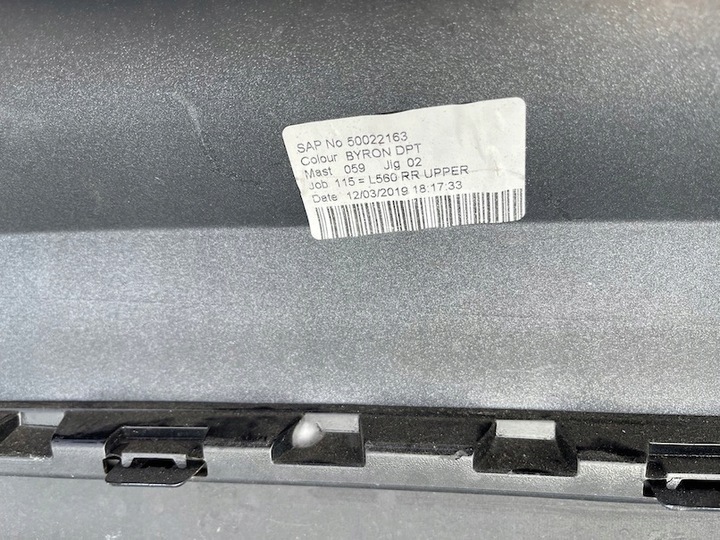 SAP No 50022163
Colour BYRON DPT
Mast 059 Jig 02
Job 115 = L560 RR UPPER
Date 12/03/2019 18:17:33